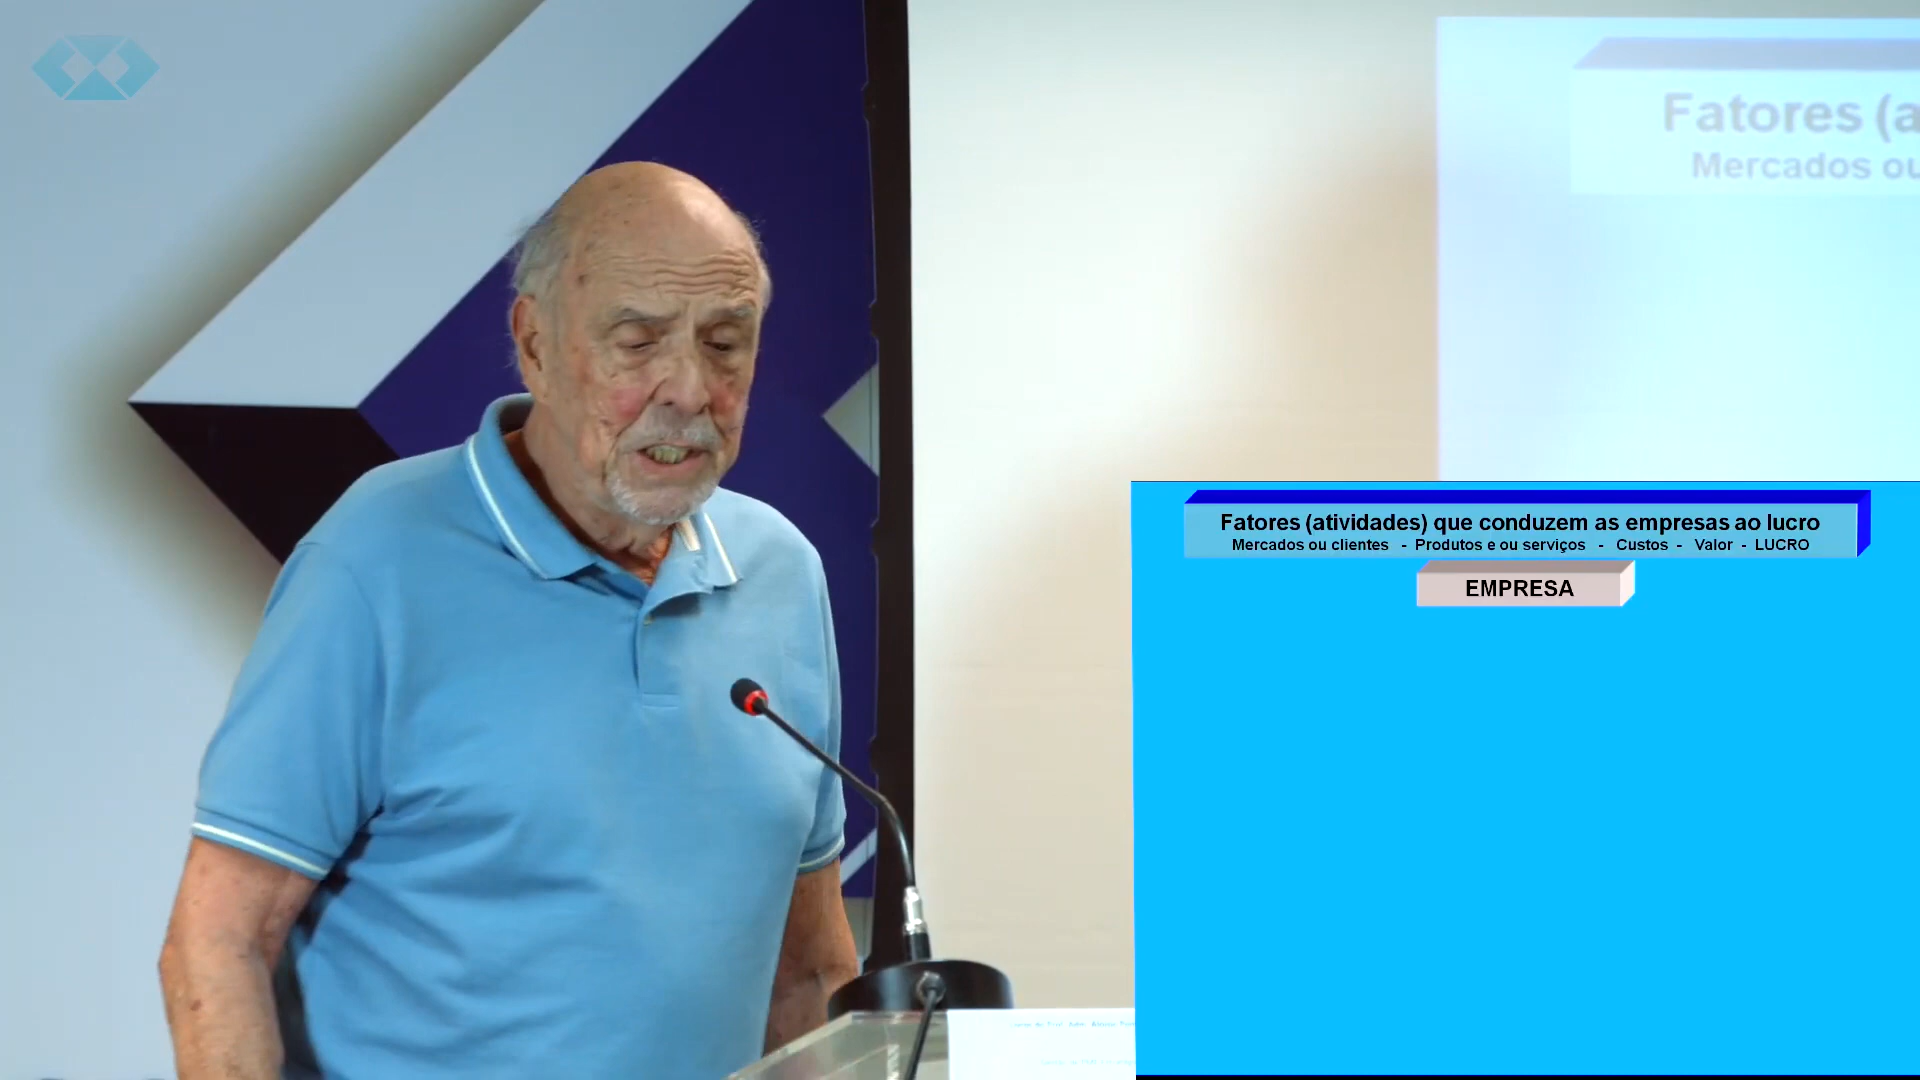 Fatores (a
Mercados ou
Fatores (atividades) que conduzem as empresas ao lucro
Mercados ou clientes - Produtos e ou serviços - Custos - Valor - LUCRO
EMPRESA